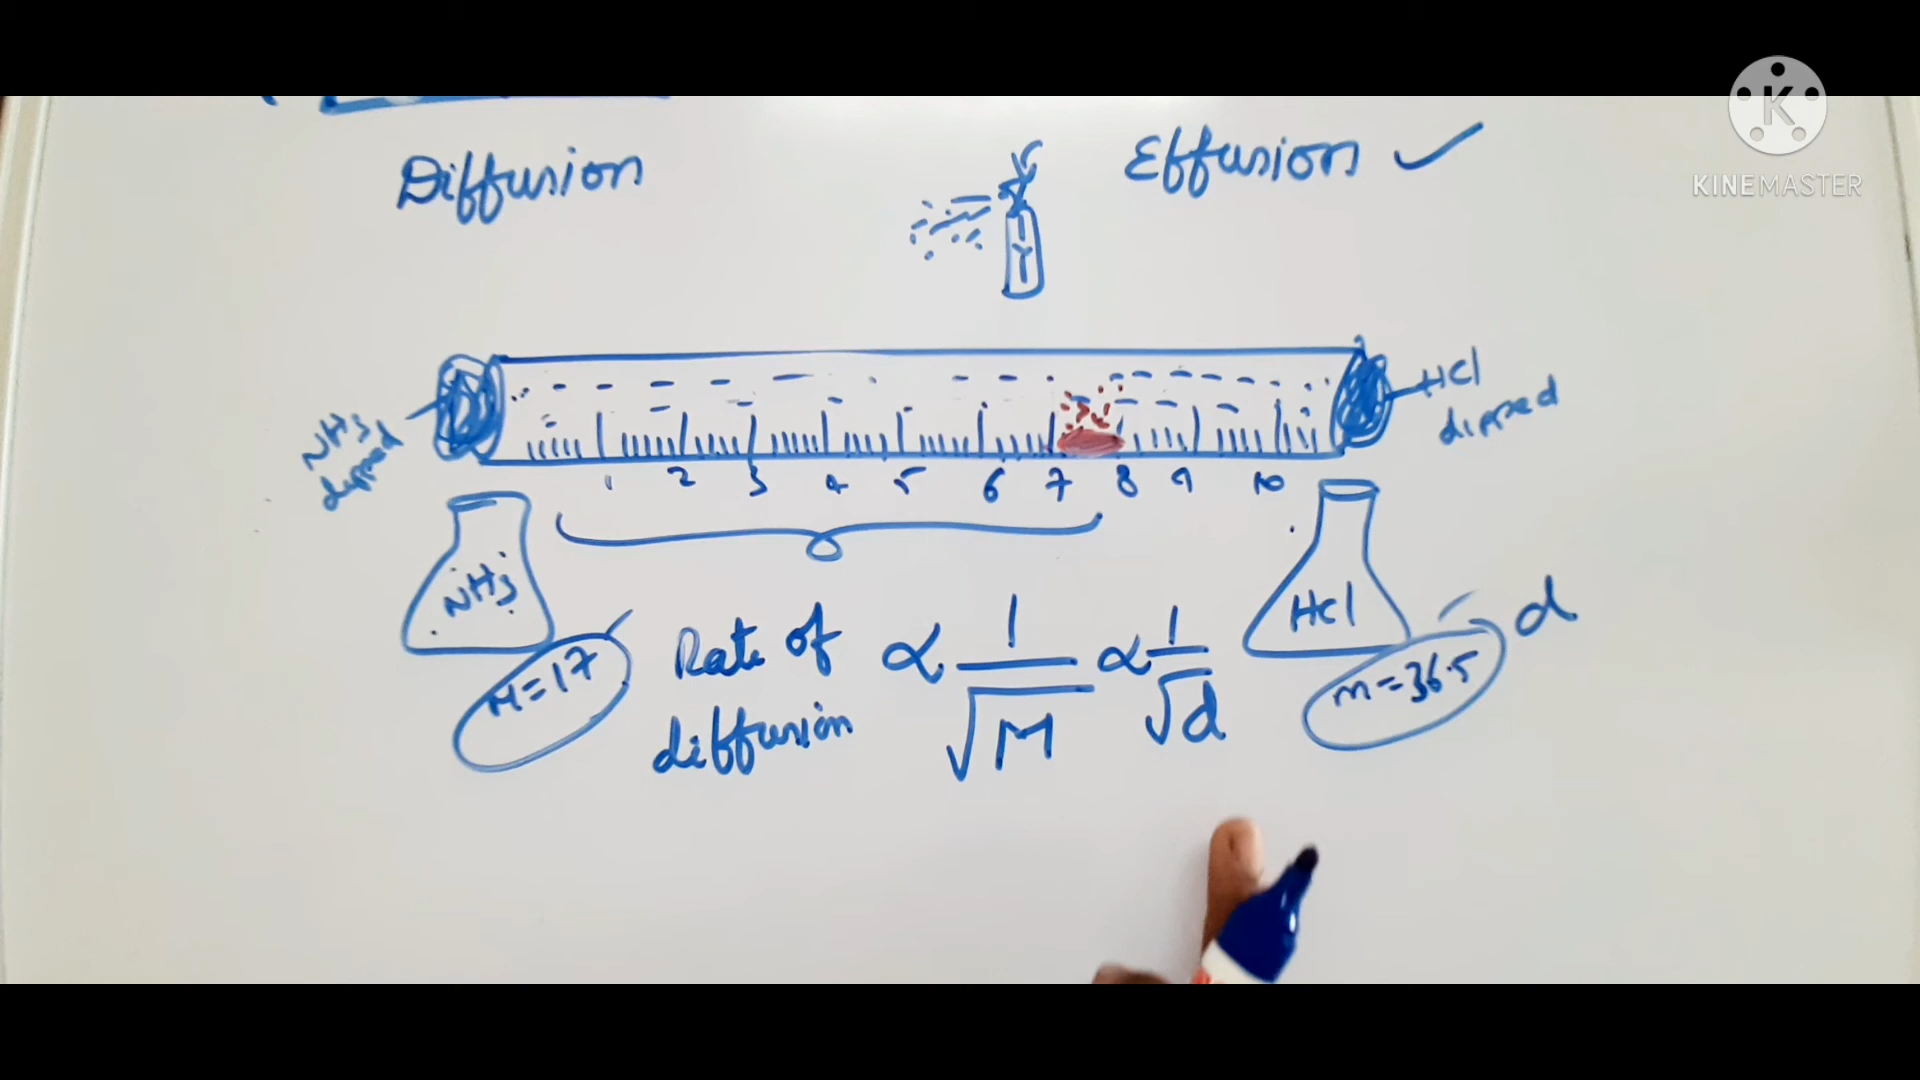 Diffusion
Effusion
KINEMASTER
NH3
dipped
HCl
dipped
1 2 3 4 5 6 7 8 9 10
NH3
M=17
Rate of
diffusion
∝ 1/√M ∝ 1/√d
HCl
m=36.5
d